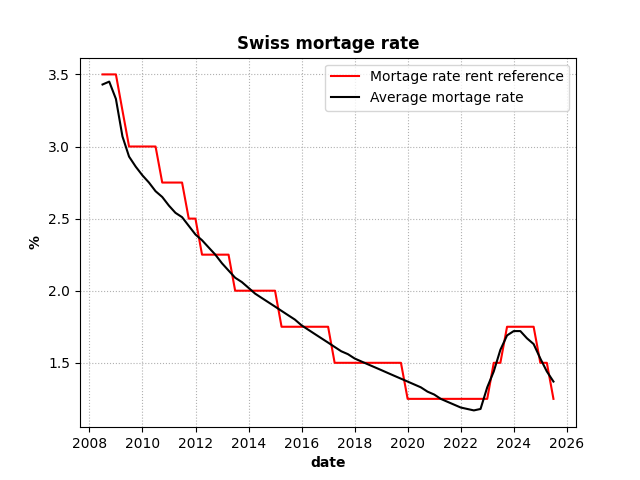 Swiss mortage rate
Mortage rate rent reference
Average mortage rate
3.5
3.0
2.5
2.0
1.5
%
2008 2010 2012 2014 2016 2018 2020 2022 2024 2026
date